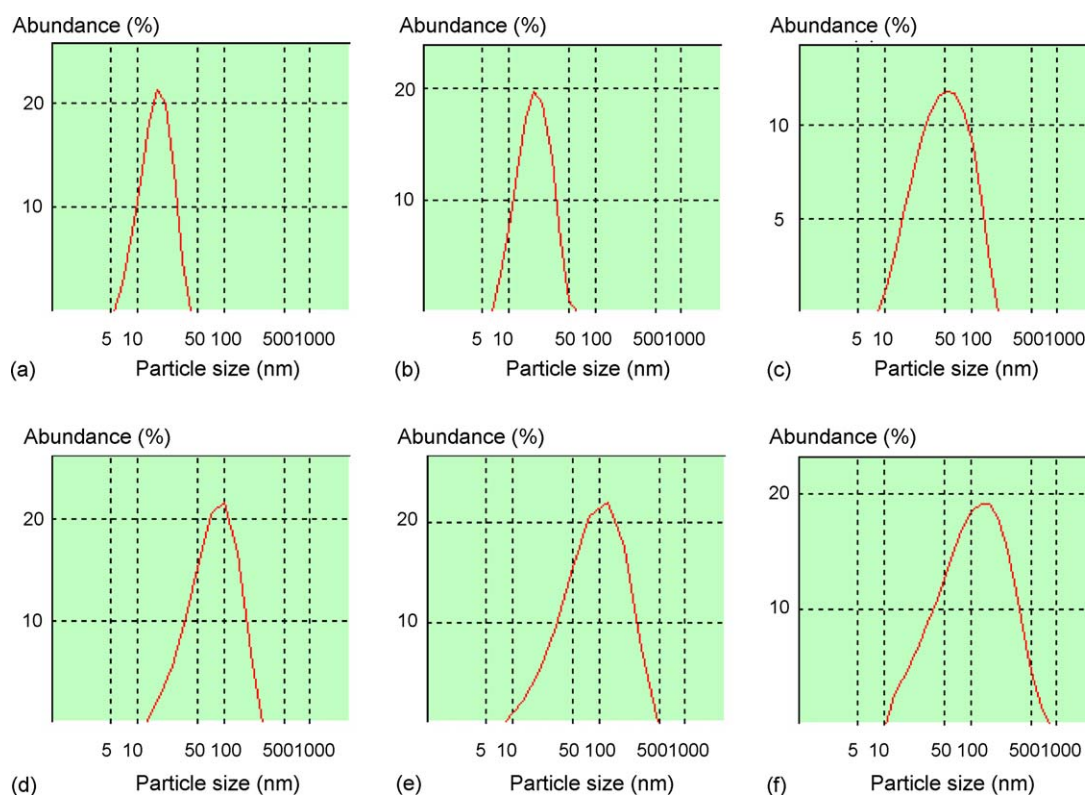 Abundance (%)
20
10
5 10 50 100 5001000
Particle size (nm)
(a)
Abundance (%)
20
10
5 10 50 100 5001000
Particle size (nm)
(b)
Abundance (%)
10
5
5 10 50 100 5001000
Particle size (nm)
(c)
Abundance (%)
20
10
5 10 50 100 5001000
Particle size (nm)
(d)
Abundance (%)
20
10
5 10 50 100 5001000
Particle size (nm)
(e)
Abundance (%)
20
10
5 10 50 100 5001000
Particle size (nm)
(f)